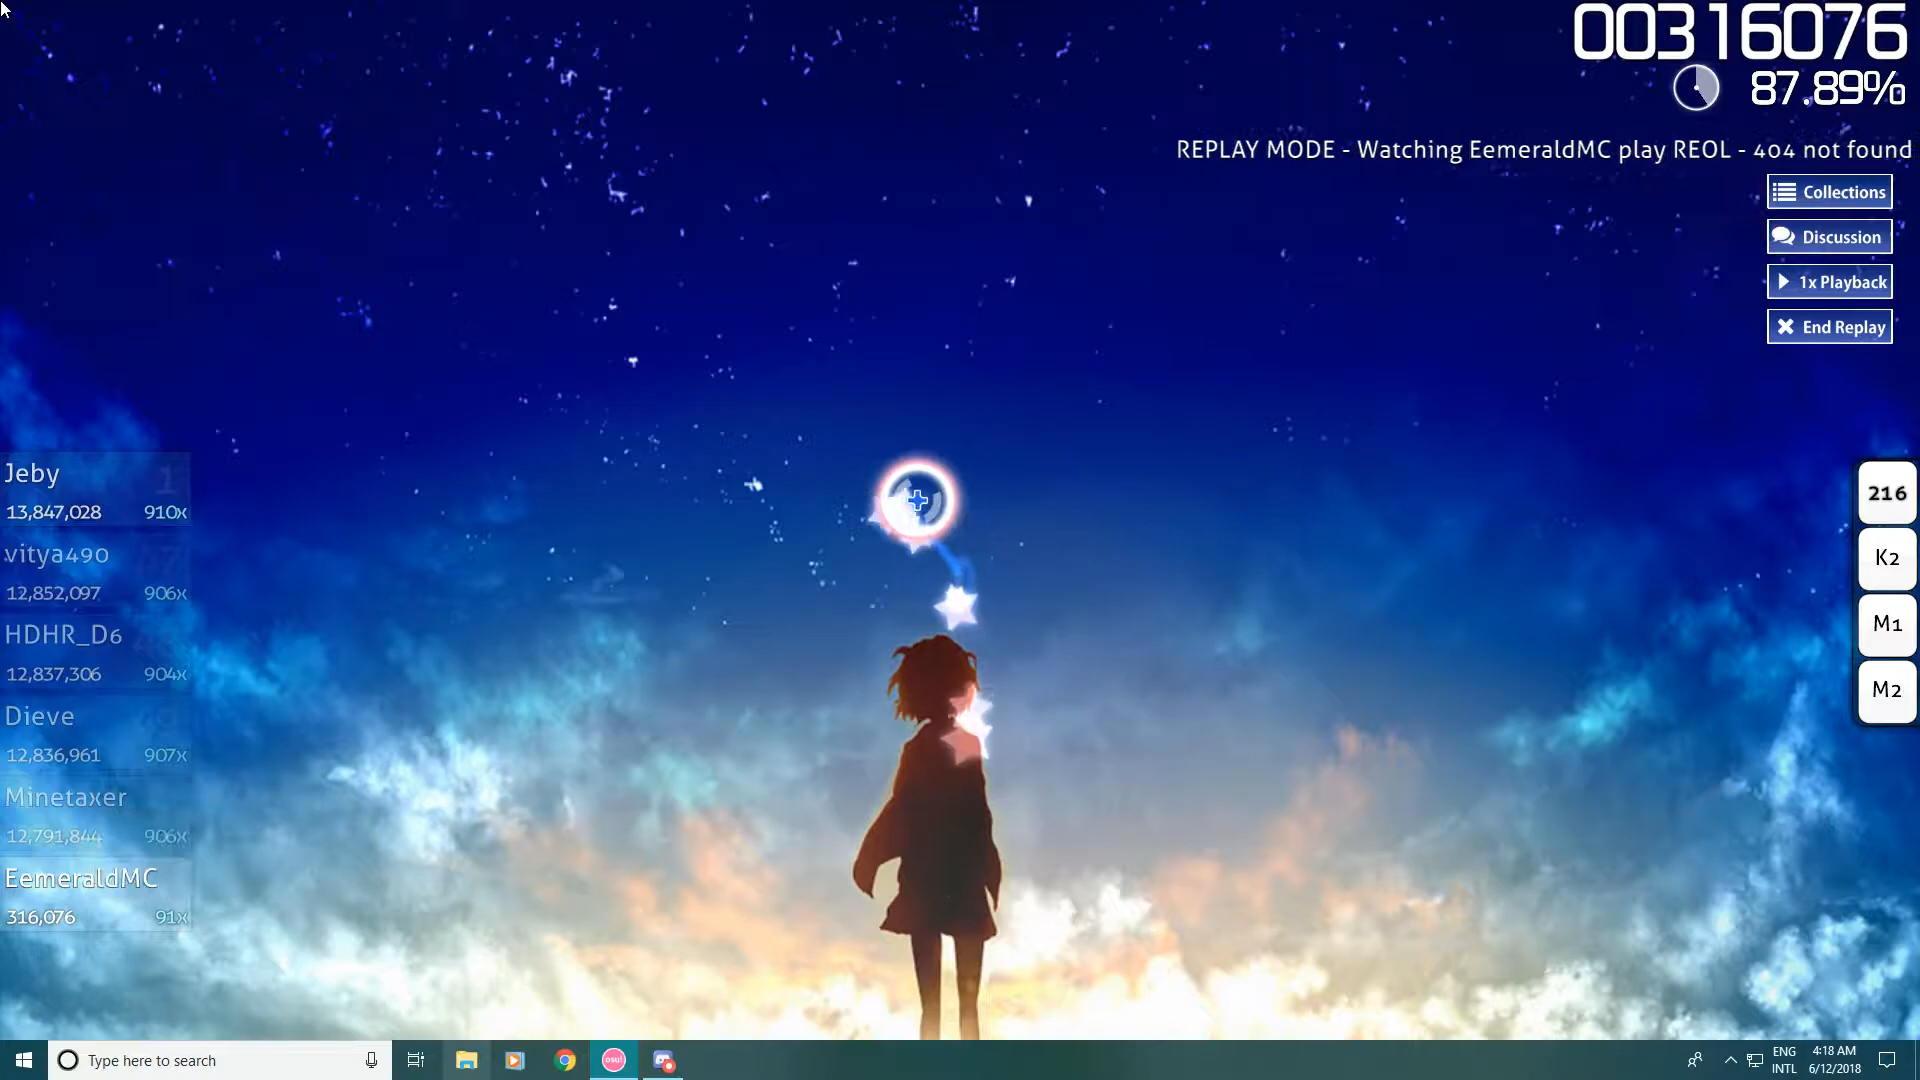 00316076
87.89%
REPLAY MODE - Watching EemeraldMC play REOL - 404 not found
Collections
Discussion
1x Playback
End Replay
Jeby
13,847,028 910x
vitya490
12,852,097 906x
HDHR_D6
12,837,306 904x
Dieve
12,836,961 907x
Minetaxer
12,791,844 906x
EemeraldMC
316,076 91x
216
K2
M1
M2
Type here to search
osu!
ENG
INTL
4:18 AM
6/12/2018